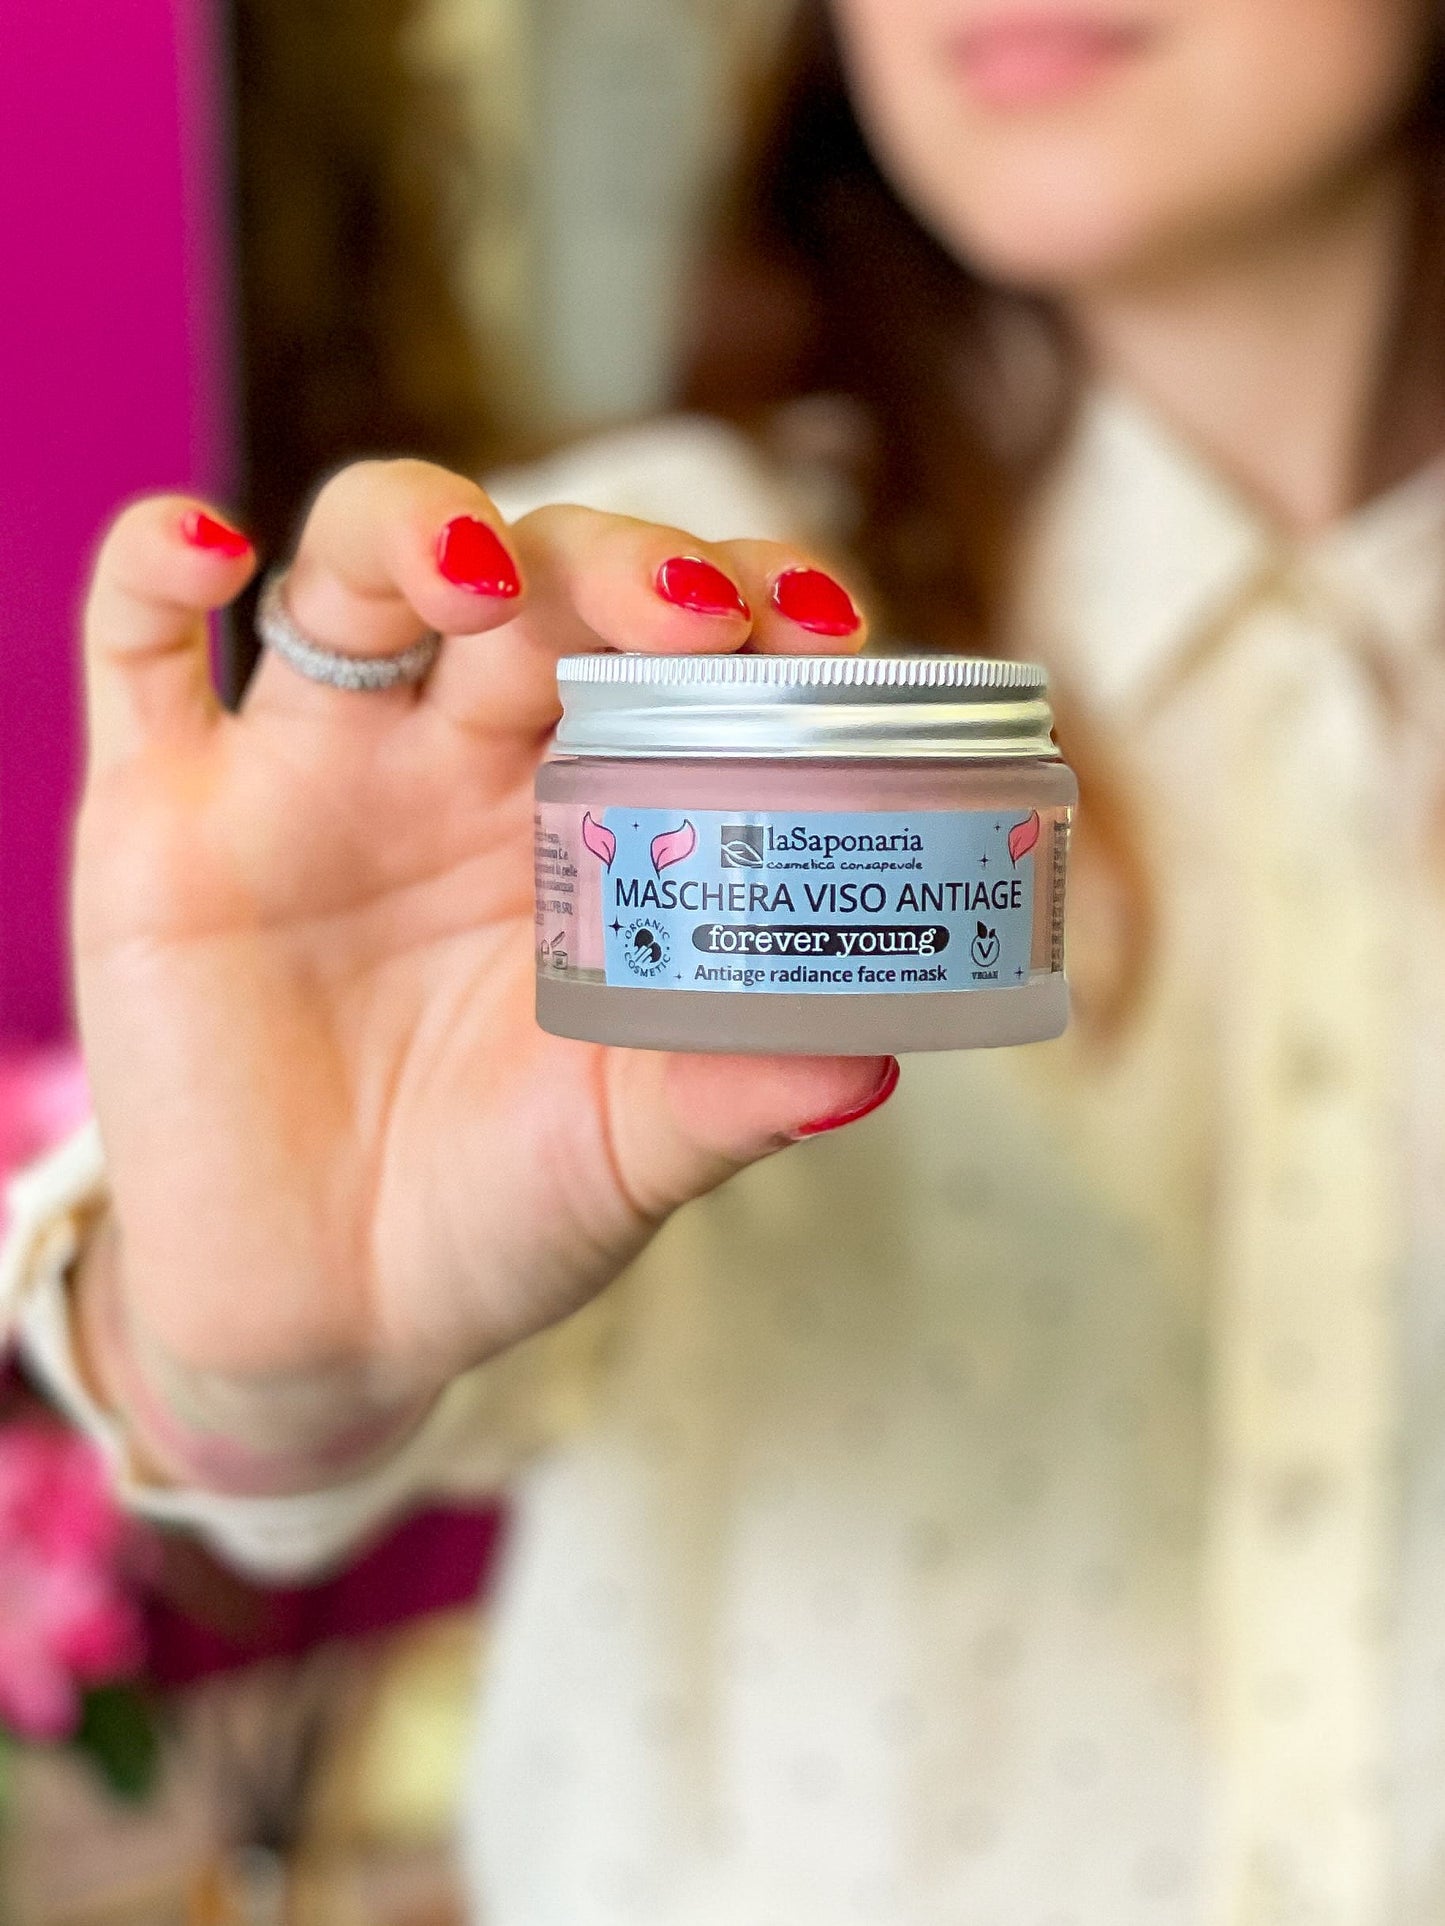 laSaponaria
cosmetica consapevole
MASCHERA VISO ANTIAGE
forever young
Antiage radiance face mask
ORGANIC
COSMETIC
VEGAN